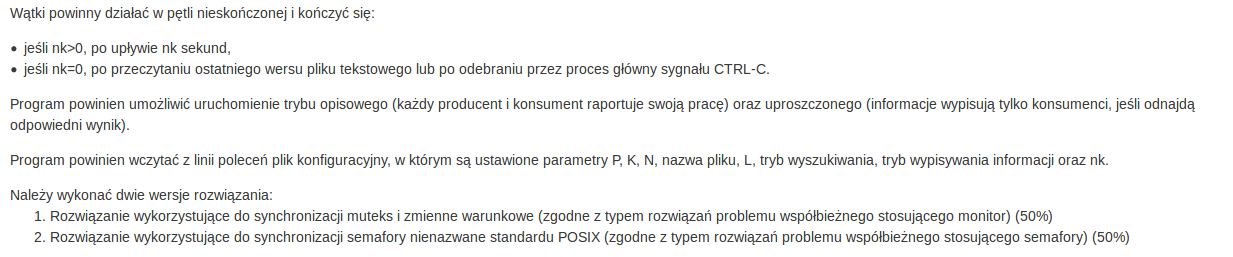 Wątki powinny działać w pętli nieskończonej i kończyć się:
• jeśli nk>0, po upływie nk sekund,
• jeśli nk=0, po przeczytaniu ostatniego wersu pliku tekstowego lub po odebraniu przez proces główny sygnału CTRL-C.
Program powinien umożliwić uruchomienie trybu opisowego (każdy producent i konsument raportuje swoją pracę) oraz uproszczonego (informacje wypisują tylko konsumenci, jeśli odnajdą
odpowiedni wynik).
Program powinien wczytać z linii poleceń plik konfiguracyjny, w którym są ustawione parametry P, K, N, nazwa pliku, L, tryb wyszukiwania, tryb wypisywania informacji oraz nk.
Należy wykonać dwie wersje rozwiązania:
1. Rozwiązanie wykorzystujące do synchronizacji muteks i zmienne warunkowe (zgodne z typem rozwiązań problemu współbieżnego stosującego monitor) (50%)
2. Rozwiązanie wykorzystujące do synchronizacji semafory nienazwane standardu POSIX (zgodne z typem rozwiązań problemu współbieżnego stosującego semafory) (50%)